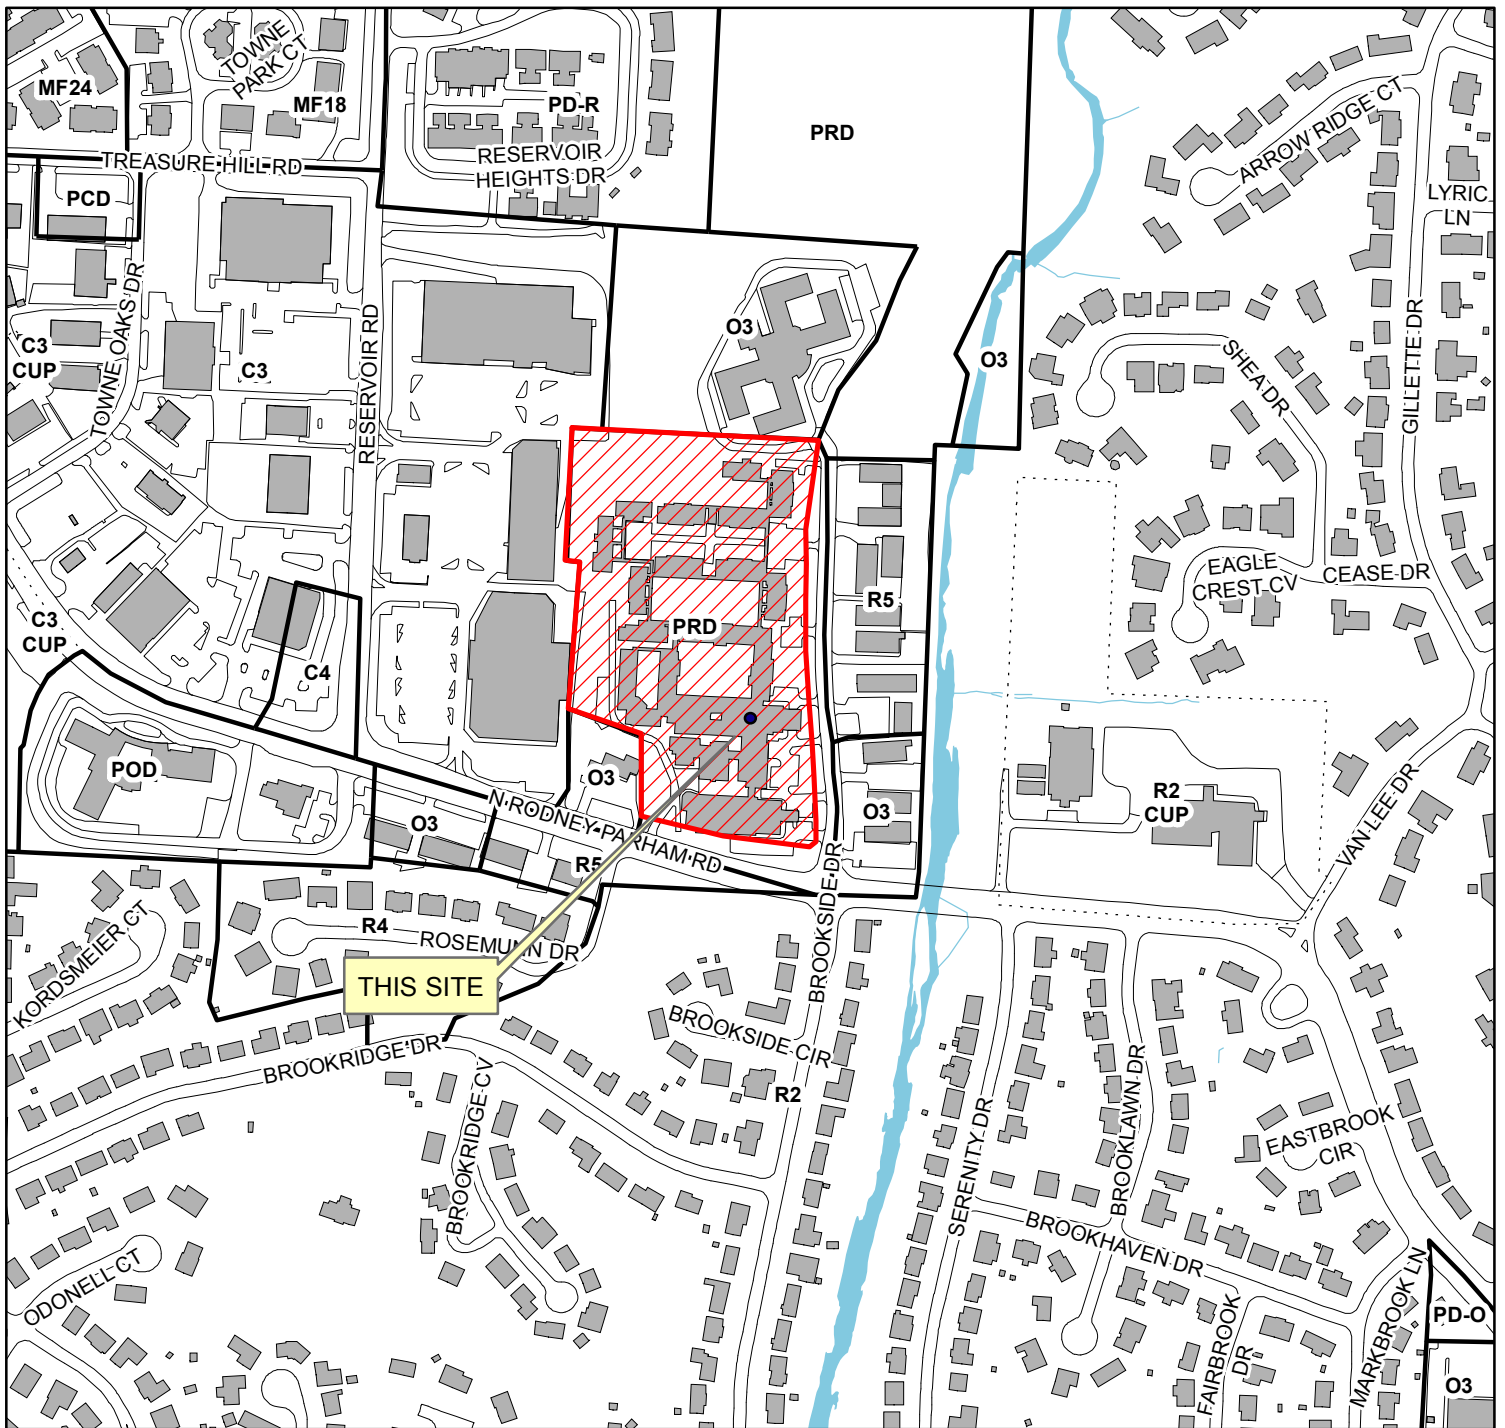 TOWNE
PARK CT
MF24
MF18
PD-R
PRD
ARROW RIDGE CT
TREASURE HILL RD
RESERVOIR
HEIGHTS DR
PCD
LYRIC
LN
TOWNE OAKS DR
RESERVOIR RD
O3
O3
C3
CUP
C3
SHEA DR
GILLETTE DR
EAGLE
CREST CV
CEASE DR
R5
C3
CUP
PRD
C4
POD
O3
R2
CUP
O3
N RODNEY PARHAM RD
O3
VAN LEE DR
R5
BROOKSIDE DR
KORDSMEIER CT
R4
ROSEMUNN DR
THIS SITE
BROOKSIDE CIR
BROOKRIDGE DR
R2
BROOKRIDGE CV
SERENITY DR
BROOKLAWN DR
EASTBROOK
CIR
BROOKHAVEN DR
ODONELL CT
FAIRBROOK
DR
MARKBROOK LN
PD-O
O3